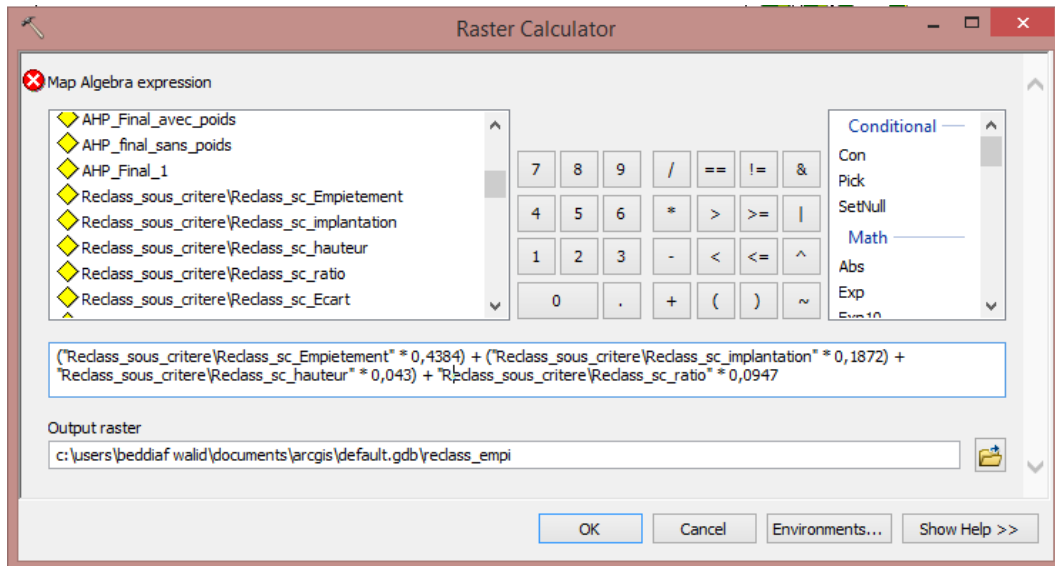 Raster Calculator
Map Algebra expression
AHP_Final_avec_poids
AHP_final_sans_poids
AHP_Final_1
Reclass_sous_critere\Reclass_sc_Empietement
Reclass_sous_critere\Reclass_sc_implantation
Reclass_sous_critere\Reclass_sc_hauteur
Reclass_sous_critere\Reclass_sc_ratio
Reclass_sous_critere\Reclass_sc_Ecart
7 8 9 / == != &
4 5 6 * > >= |
1 2 3 - < <= ^
0 . + ( ) ~
Conditional
Con
Pick
SetNull
Math
Abs
Exp
Exp10
("Reclass_sous_critere\Reclass_sc_Empietement" * 0,4384) + ("Reclass_sous_critere\Reclass_sc_implantation" * 0,1872) +
"Reclass_sous_critere\Reclass_sc_hauteur" * 0,043) + "Reclass_sous_critere\Reclass_sc_ratio" * 0,0947
Output raster
c:\users\beddiaf walid\documents\arcgis\default.gdb\reclass_empi
OK Cancel Environments... Show Help >>